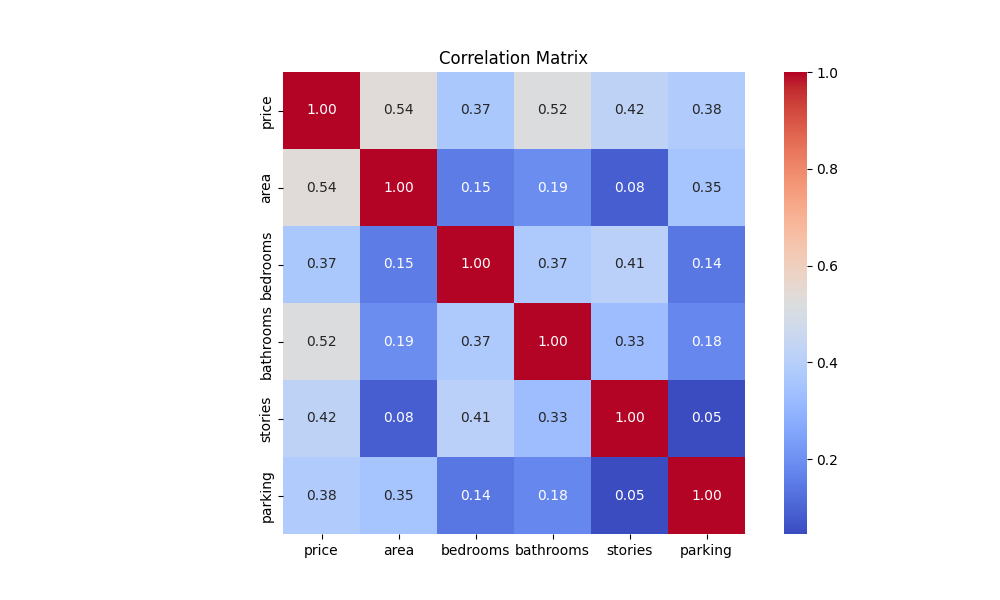 Correlation Matrix
price 1.00 0.54 0.37 0.52 0.42 0.38
area 0.54 1.00 0.15 0.19 0.08 0.35
bedrooms 0.37 0.15 1.00 0.37 0.41 0.14
bathrooms 0.52 0.19 0.37 1.00 0.33 0.18
stories 0.42 0.08 0.41 0.33 1.00 0.05
parking 0.38 0.35 0.14 0.18 0.05 1.00
price area bedrooms bathrooms stories parking
1.0
0.8
0.6
0.4
0.2